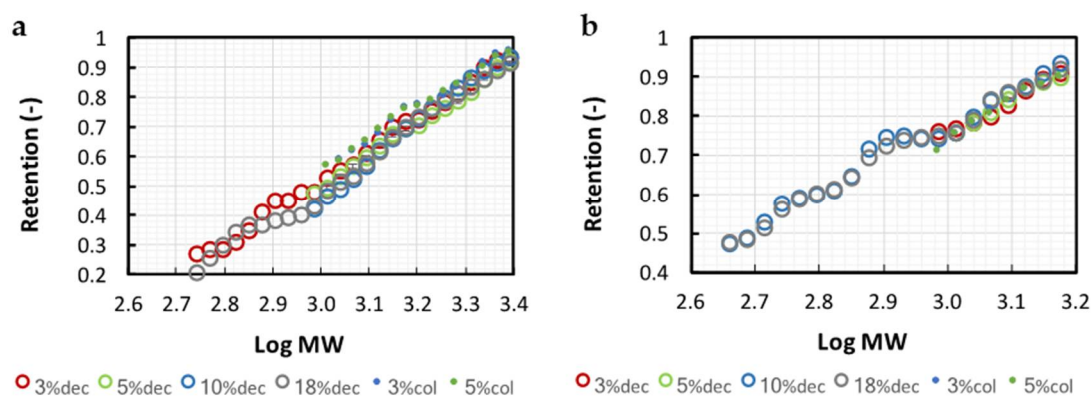 a
1
0.9
0.8
0.7
0.6
0.5
0.4
0.3
0.2
Retention (-)
2.6 2.7 2.8 2.9 3.0 3.1 3.2 3.3 3.4
Log MW
3%dec 5%dec 10%dec 18%dec 3%col 5%col
b
1
0.9
0.8
0.7
0.6
0.5
0.4
Retention (-)
2.6 2.7 2.8 2.9 3.0 3.1 3.2
Log MW
3%dec 5%dec 10%dec 18%dec 3%col 5%col